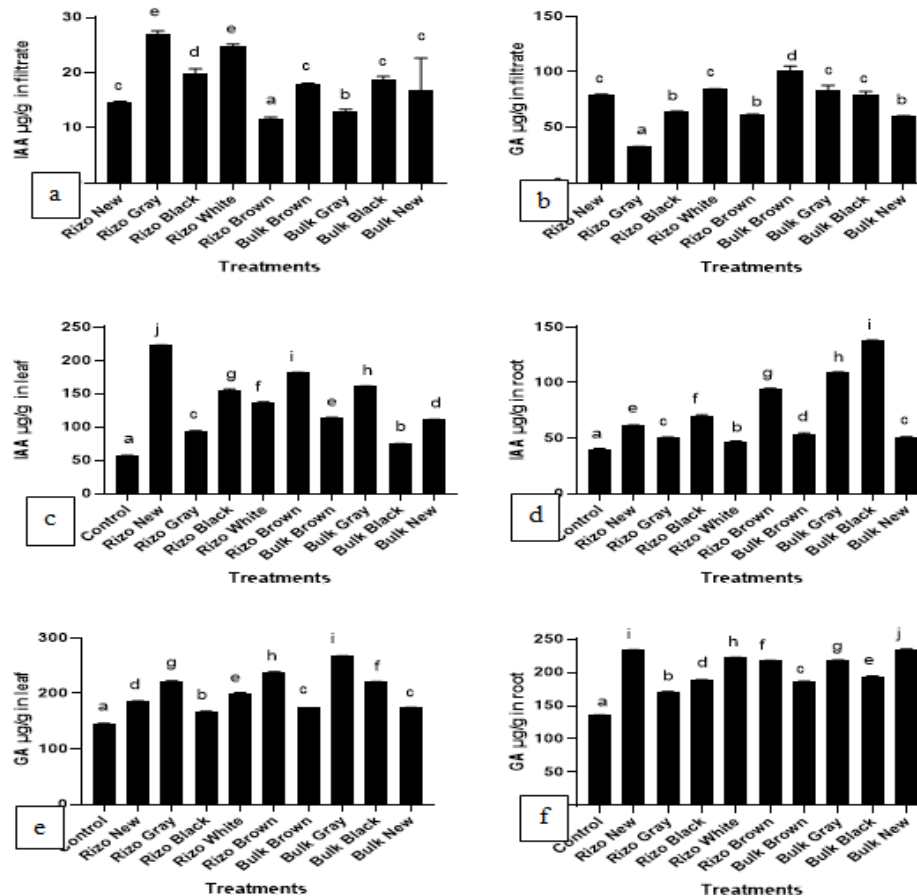 IAA µg/g in filtrate
30
20
10
e
e
d
c
c
c
c
b
a
a
Rizo New
Rizo Gray
Rizo Black
Rizo White
Rizo Brown
Bulk Brown
Bulk Gray
Bulk Black
Bulk New
Treatments
GA µg/g in filtrate
150
100
50
0
c
a
b
c
b
d
c
c
b
b
Rizo New
Rizo Gray
Rizo Black
Rizo White
Rizo Brown
Bulk Brown
Bulk Gray
Bulk Black
Bulk New
Treatments
IAA µg/g in leaf
250
200
150
100
50
0
a
j
c
g
f
i
e
h
b
d
c
Control
Rizo New
Rizo Gray
Rizo Black
Rizo White
Rizo Brown
Bulk Brown
Bulk Gray
Bulk Black
Bulk New
Treatments
IAA µg/g in root
150
100
50
0
a
e
c
f
b
g
d
h
i
c
d
Control
Rizo New
Rizo Gray
Rizo Black
Rizo White
Rizo Brown
Bulk Brown
Bulk Gray
Bulk Black
Bulk New
Treatments
GA µg/g in leaf
300
200
100
0
a
d
g
b
e
h
c
i
f
c
e
Control
Rizo New
Rizo Gray
Rizo Black
Rizo White
Rizo Brown
Bulk Brown
Bulk Gray
Bulk Black
Bulk New
Treatments
GA µg/g in root
250
200
150
100
50
a
i
b
d
h
f
c
g
e
j
f
Control
Rizo New
Rizo Gray
Rizo Black
Rizo White
Rizo Brown
Bulk Brown
Bulk Gray
Bulk Black
Bulk New
Treatments